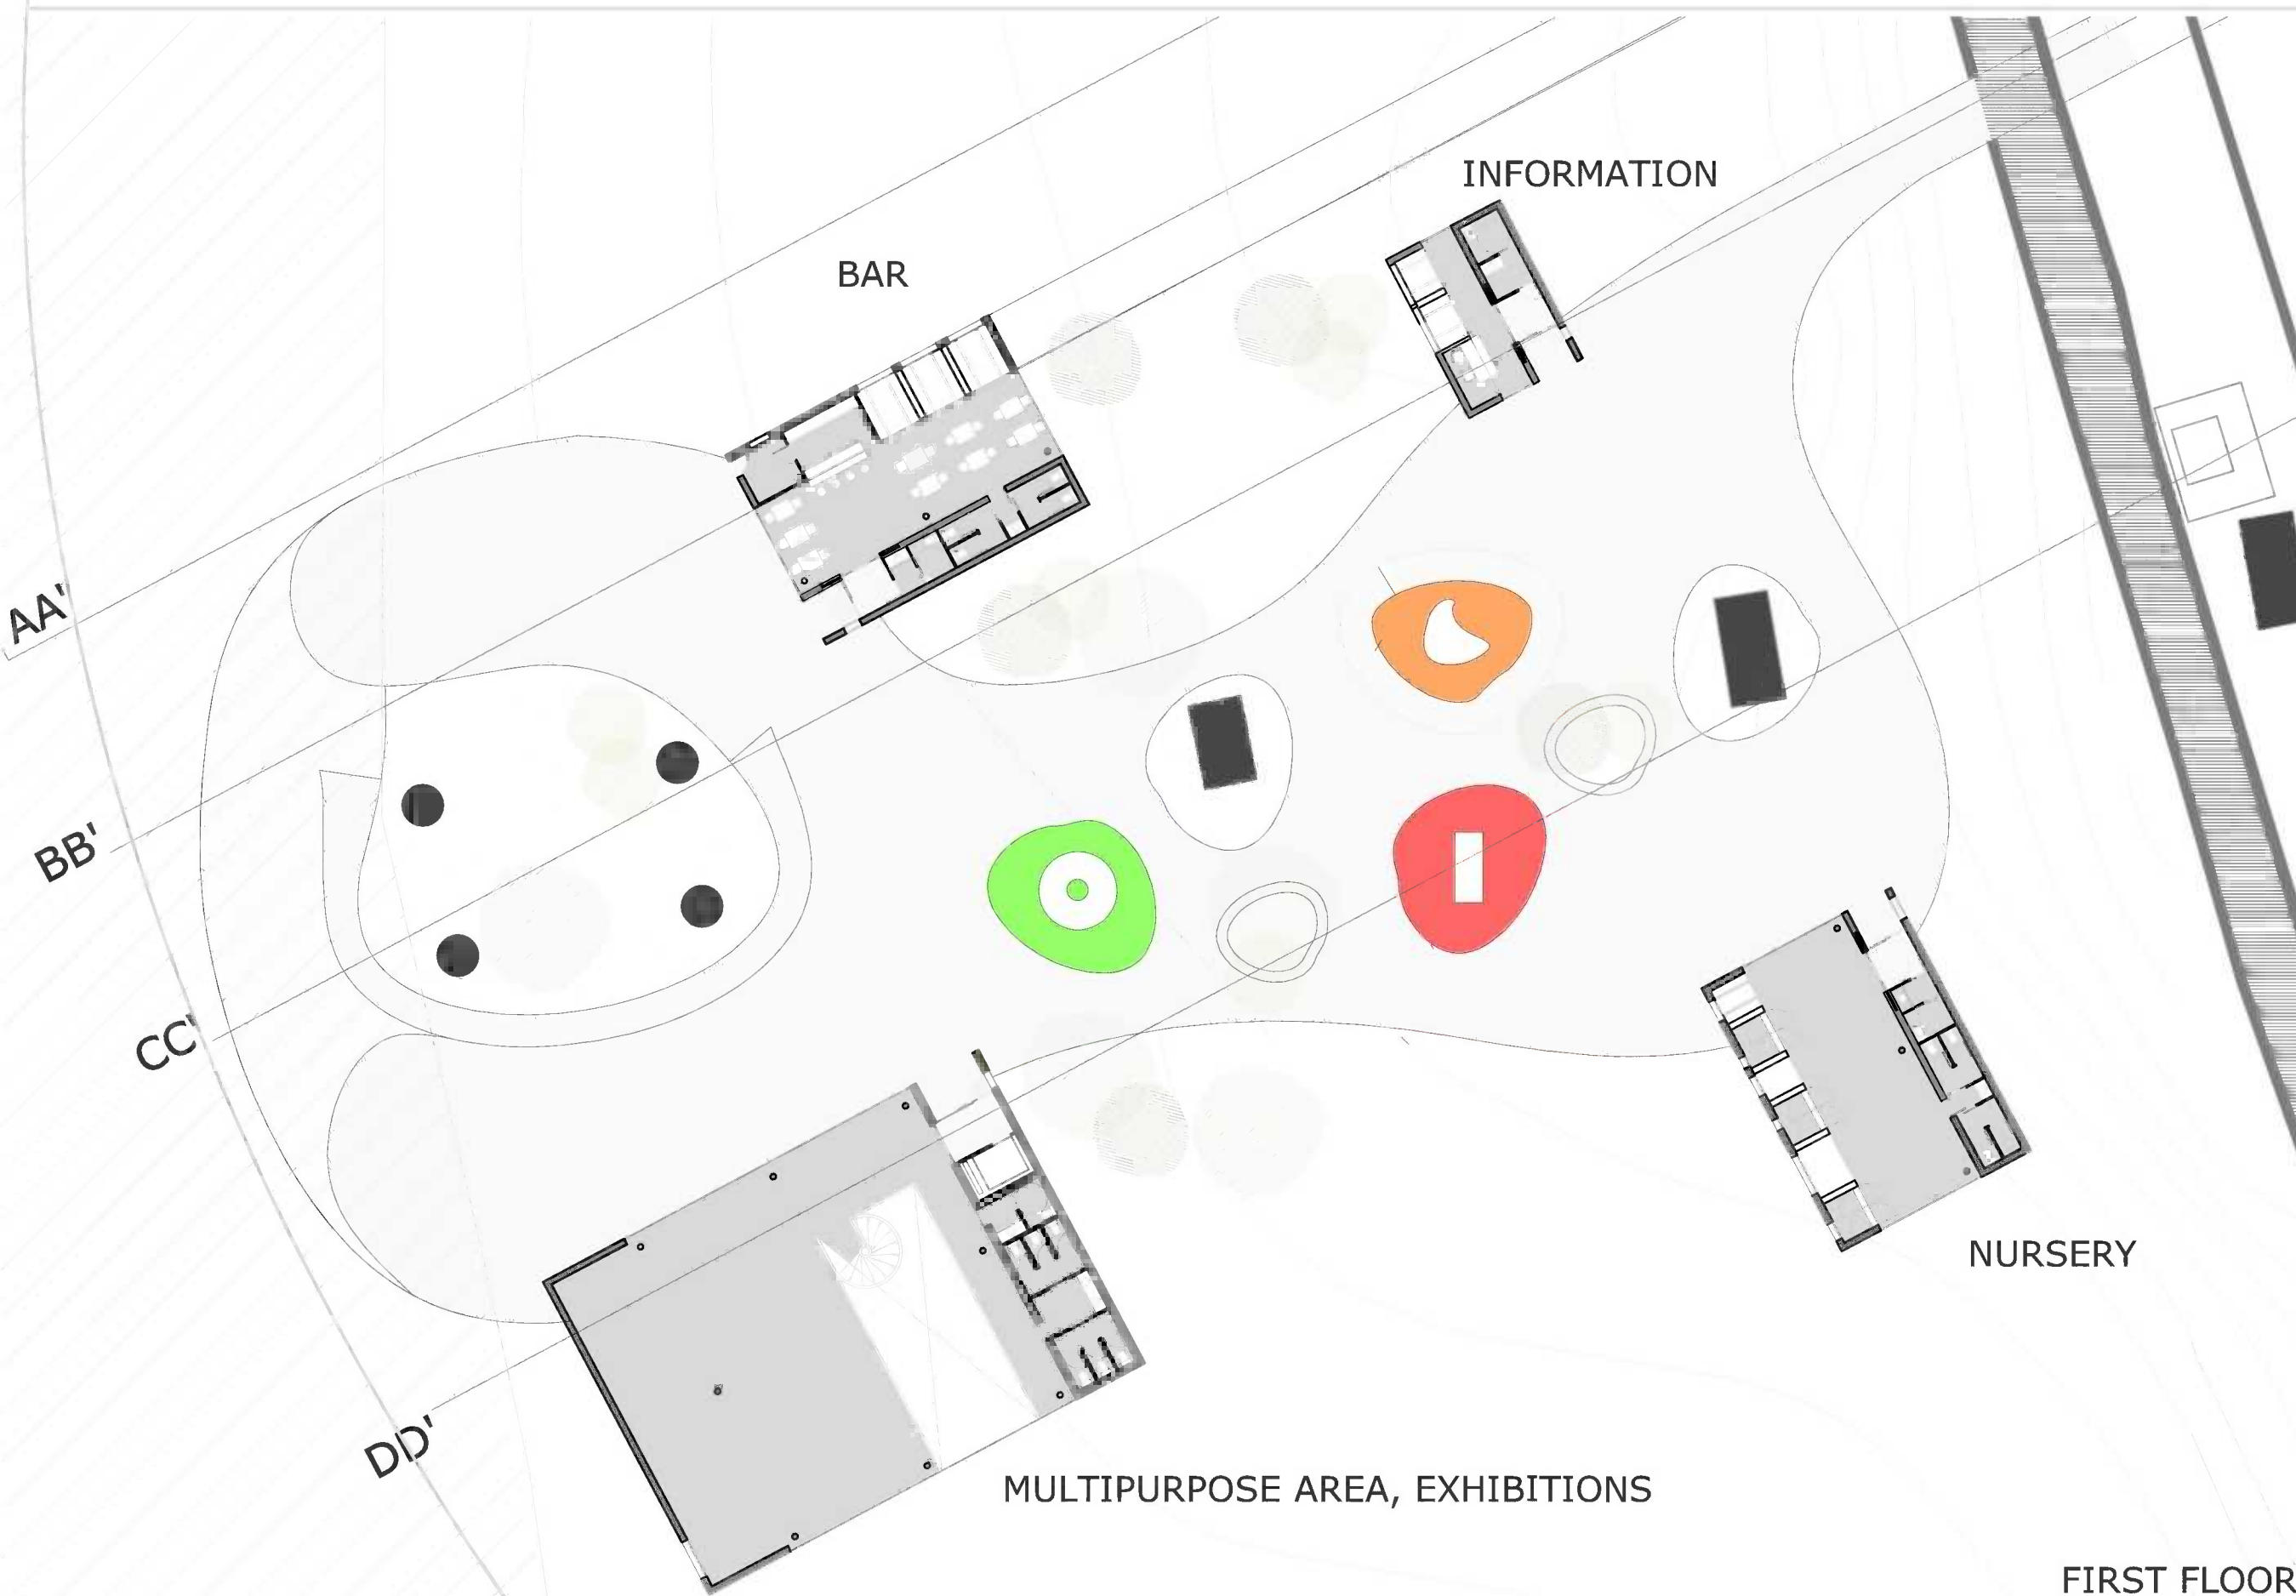 INFORMATION
BAR
AA'
BB'
CC'
DD'
NURSERY
MULTIPURPOSE AREA, EXHIBITIONS
FIRST FLOOR